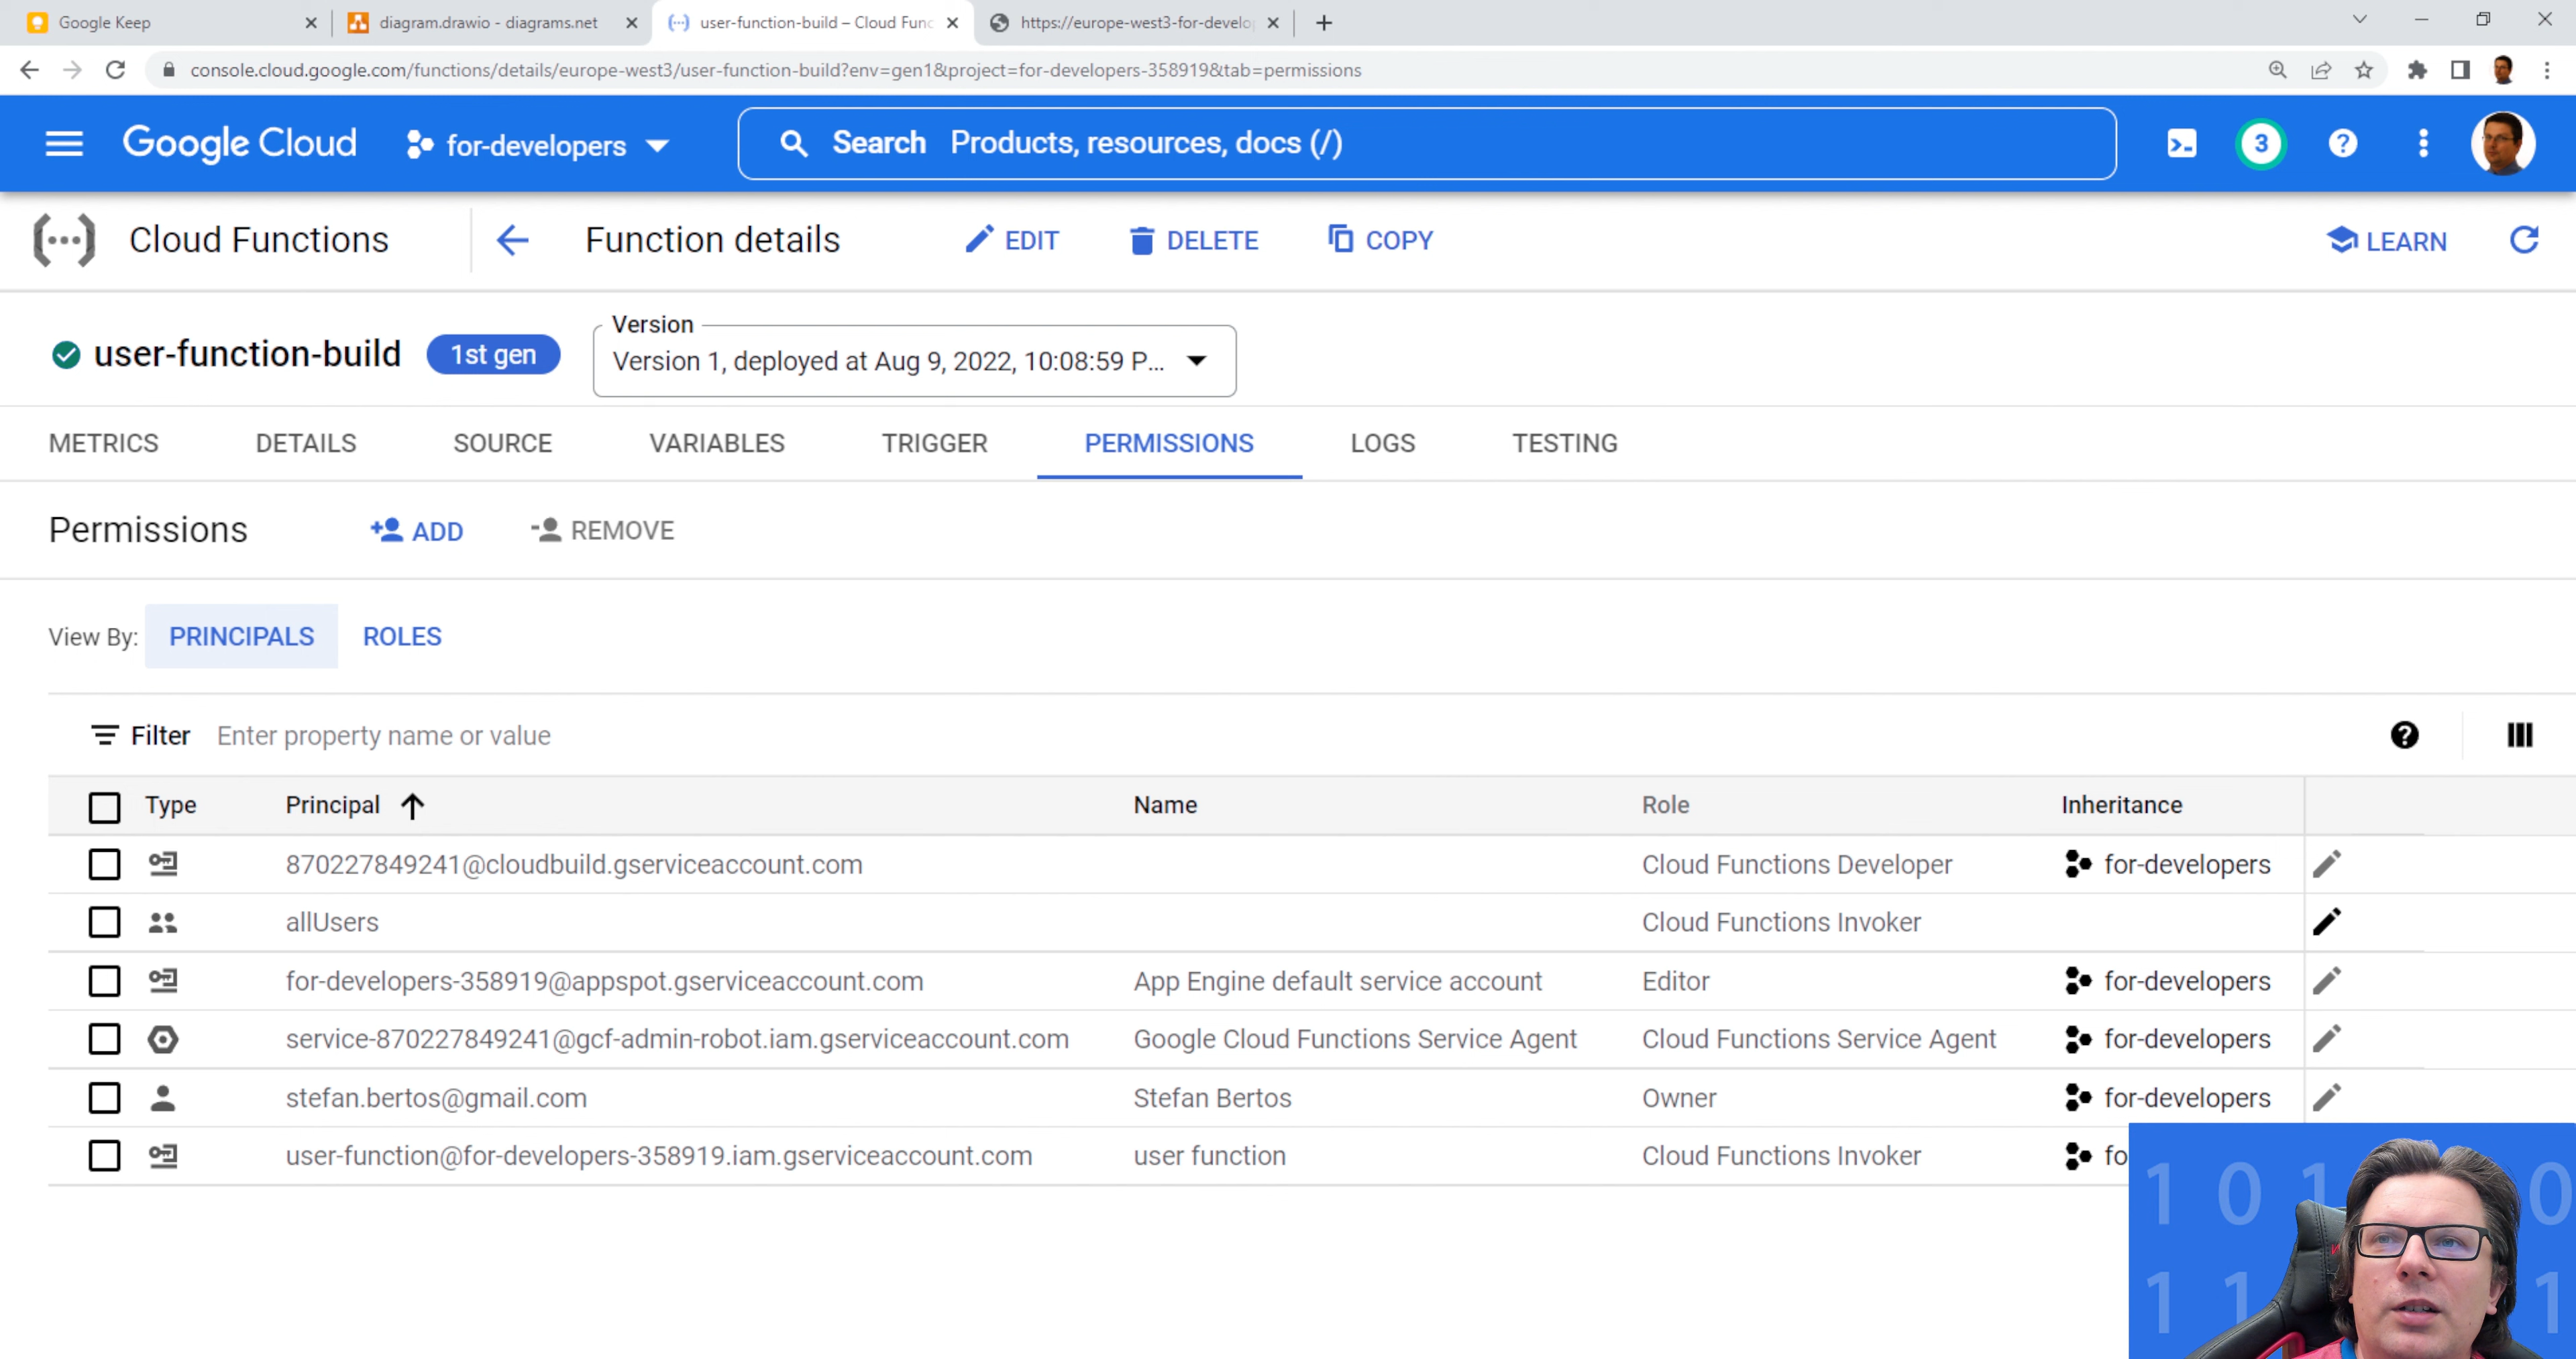 Google Keep
diagram.drawio - diagrams.net
user-function-build – Cloud Func
https://europe-west3-for-develo
console.cloud.google.com/functions/details/europe-west3/user-function-build?env=gen1&project=for-developers-358919&tab=permissions
Google Cloud
for-developers
Search Products, resources, docs (/)
3
Cloud Functions
Function details
EDIT
DELETE
COPY
LEARN
user-function-build
1st gen
Version
Version 1, deployed at Aug 9, 2022, 10:08:59 P...
METRICS DETAILS SOURCE VARIABLES TRIGGER PERMISSIONS LOGS TESTING
Permissions ADD REMOVE
View By: PRINCIPALS ROLES
Filter Enter property name or value
Type Principal Name Role Inheritance
870227849241@cloudbuild.gserviceaccount.com Cloud Functions Developer for-developers
allUsers Cloud Functions Invoker
for-developers-358919@appspot.gserviceaccount.com App Engine default service account Editor for-developers
service-870227849241@gcf-admin-robot.iam.gserviceaccount.com Google Cloud Functions Service Agent Cloud Functions Service Agent for-developers
stefan.bertos@gmail.com Stefan Bertos Owner for-developers
user-function@for-developers-358919.iam.gserviceaccount.com user function Cloud Functions Invoker fo
1 0 1 0
1 1 1